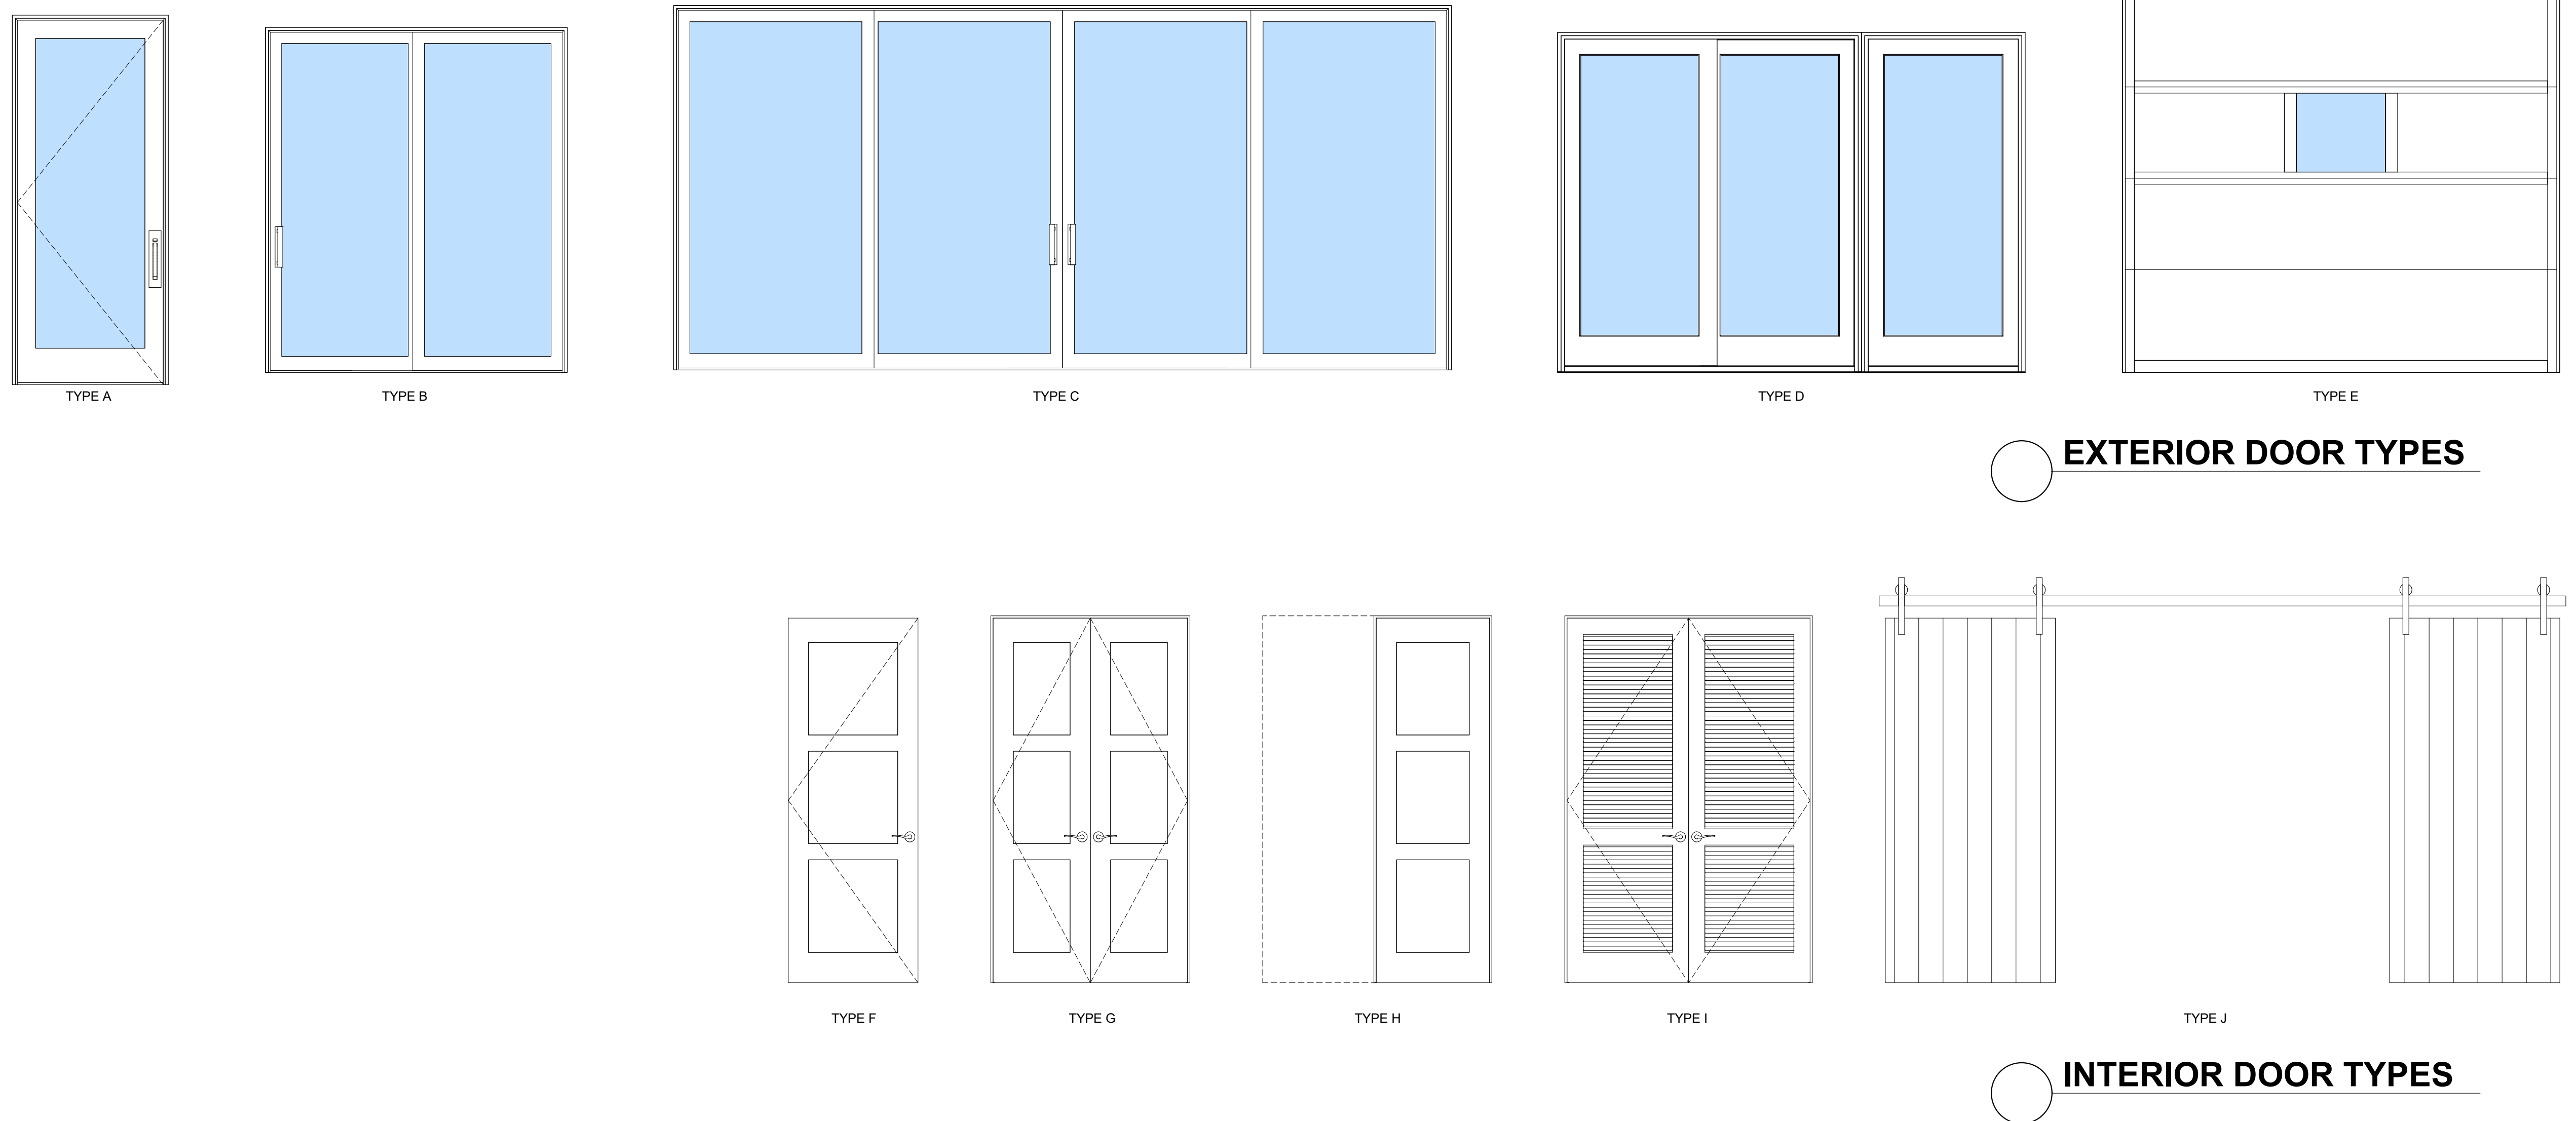 TYPE A
TYPE B
TYPE C
TYPE D
TYPE E
EXTERIOR DOOR TYPES
TYPE F
TYPE G
TYPE H
TYPE I
TYPE J
INTERIOR DOOR TYPES